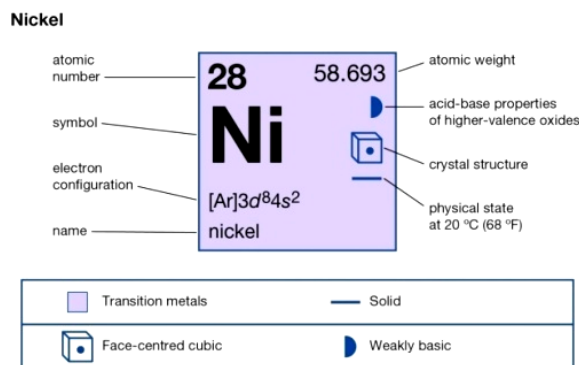 Nickel
atomic
number
28
58.693
atomic weight
acid-base properties
of higher-valence oxides
symbol
Ni
crystal structure
electron
configuration
[Ar]3d⁸4s²
physical state
at 20 ºC (68 ºF)
name
nickel
Transition metals
Solid
Face-centred cubic
Weakly basic